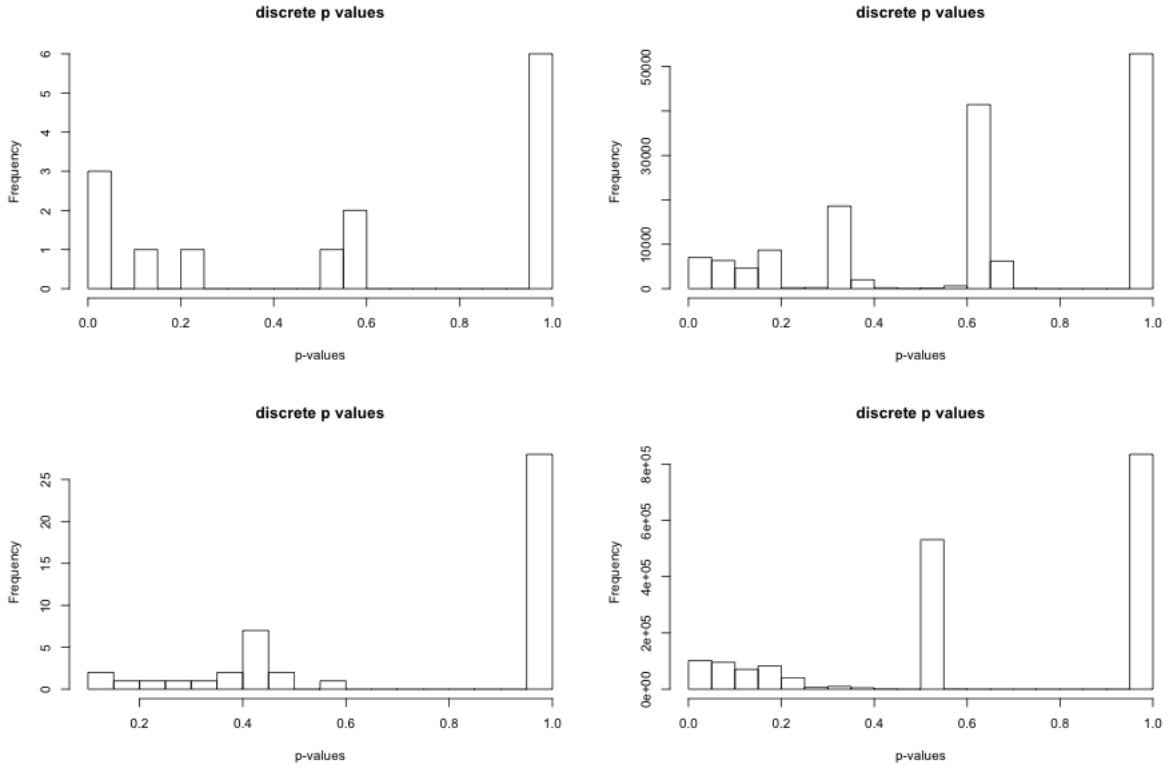 discrete p values
Frequency
6
5
4
3
2
1
0
0.0 0.2 0.4 0.6 0.8 1.0
p-values
discrete p values
Frequency
50000
30000
10000
0
0.0 0.2 0.4 0.6 0.8 1.0
p-values
discrete p values
Frequency
25
20
15
10
5
0
0.2 0.4 0.6 0.8 1.0
p-values
discrete p values
Frequency
8e+05
6e+05
4e+05
2e+05
0e+00
0.0 0.2 0.4 0.6 0.8 1.0
p-values